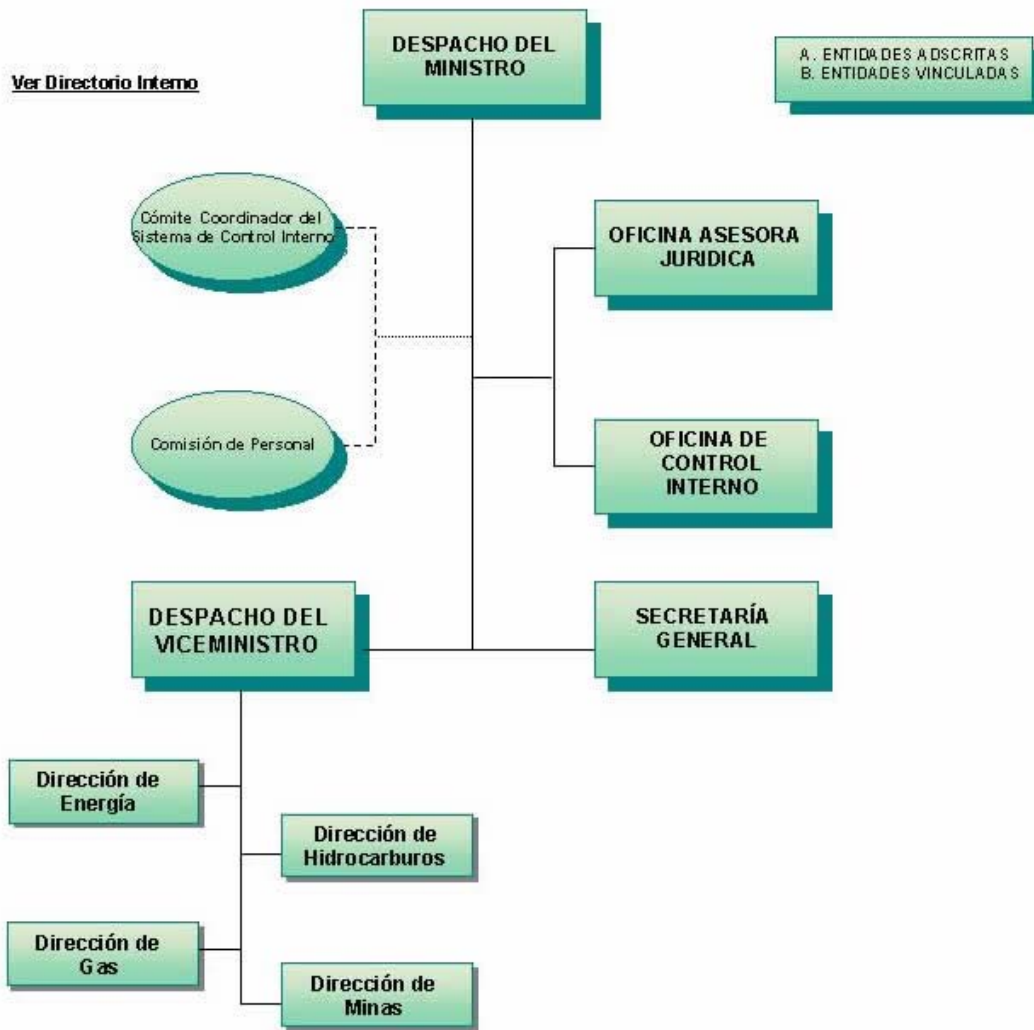 DESPACHO DEL
MINISTRO
A. ENTIDADES ADSCRITAS
B. ENTIDADES VINCULADAS
Ver Directorio Interno
Cómite Coordinador del
Sistema de Control Interno
OFICINA ASESORA
JURIDICA
Comisión de Personal
OFICINA DE
CONTROL
INTERNO
DESPACHO DEL
VICEMINISTRO
SECRETARÍA
GENERAL
Dirección de
Energía
Dirección de
Hidrocarburos
Dirección de
Gas
Dirección de
Minas